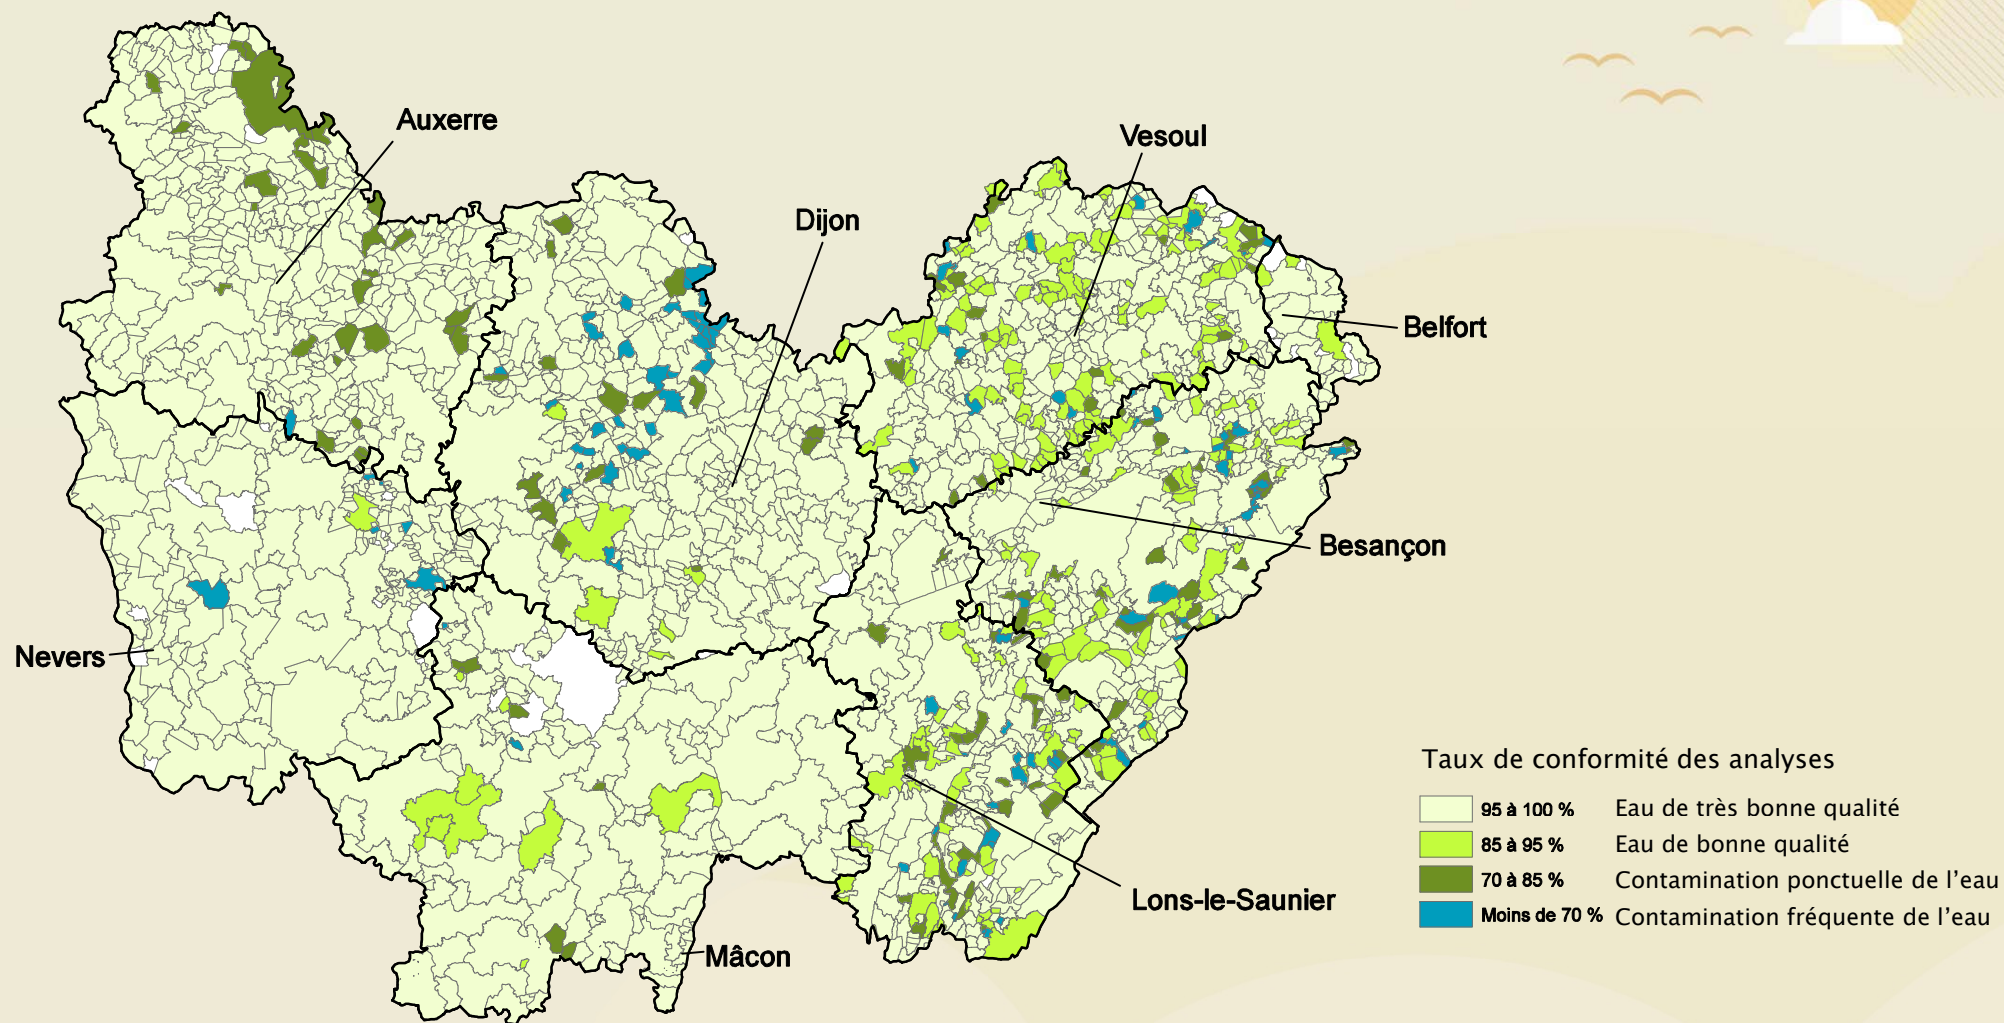 Auxerre
Vesoul
Dijon
Belfort
Besançon
Nevers
Lons-le-Saunier
Mâcon
Taux de conformité des analyses
95 à 100 % Eau de très bonne qualité
85 à 95 % Eau de bonne qualité
70 à 85 % Contamination ponctuelle de l'eau
Moins de 70 % Contamination fréquente de l'eau